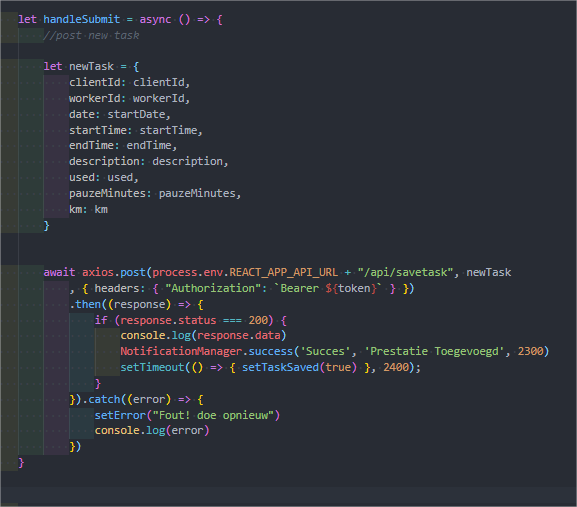 let handleSubmit = async () => {
//post new task
let newTask = {
clientId: clientId,
workerId: workerId,
date: startDate,
startTime: startTime,
endTime: endTime,
description: description,
used: used,
pauzeMinutes: pauzeMinutes,
km: km
}
await axios.post(process.env.REACT_APP_API_URL + "/api/savetask", newTask
, { headers: { "Authorization": `Bearer ${token}` } })
.then((response) => {
if (response.status === 200) {
console.log(response.data)
NotificationManager.success('Succes', 'Prestatie Toegevoegd', 2300)
setTimeout(() => { setTaskSaved(true) }, 2400);
}
}).catch((error) => {
setError("Fout! doe opnieuw")
console.log(error)
})
}